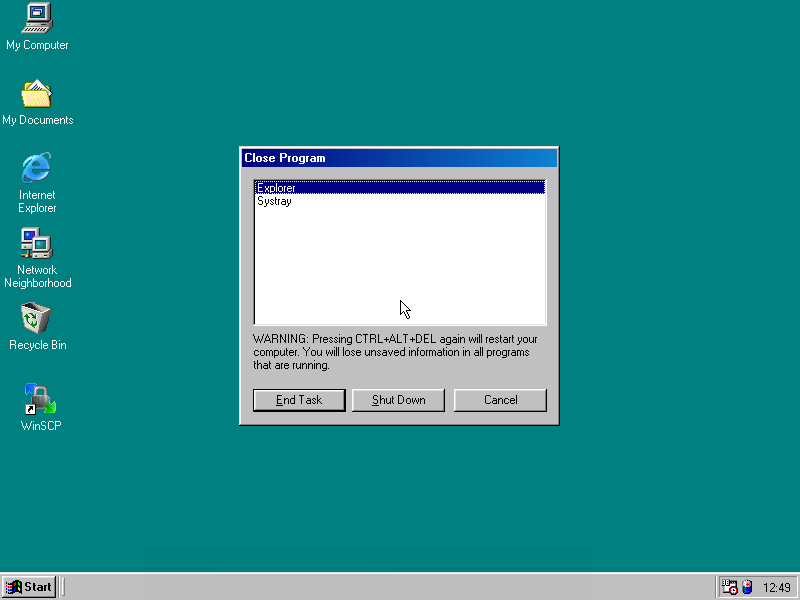 My Computer
My Documents
Internet
Explorer
Network
Neighborhood
Recycle Bin
WinSCP
Close Program
Explorer
Systray
WARNING: Pressing CTRL+ALT+DEL again will restart your
computer. You will lose unsaved information in all programs
that are running.
End Task
Shut Down
Cancel
Start
12:49